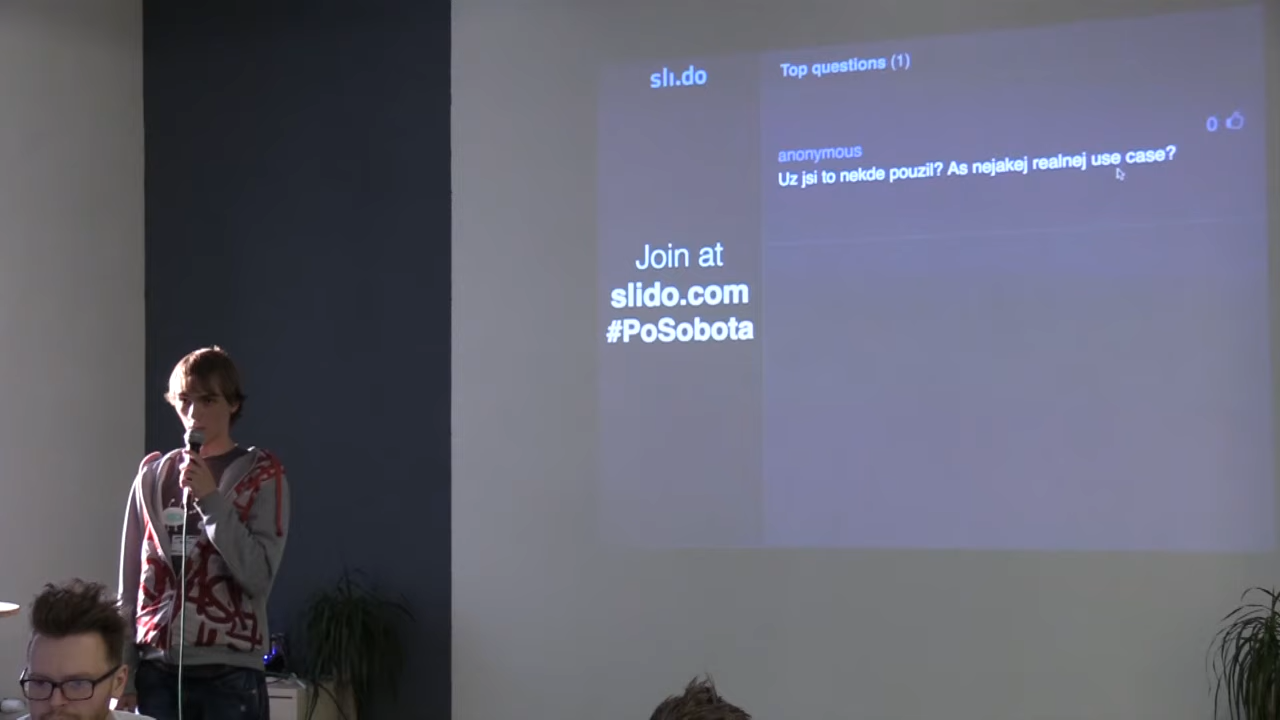 sli.do
Top questions (1)
0
anonymous
Uz jsi to nekde pouzil? As nejakej realnej use case?
Join at
slido.com
#PoSobota